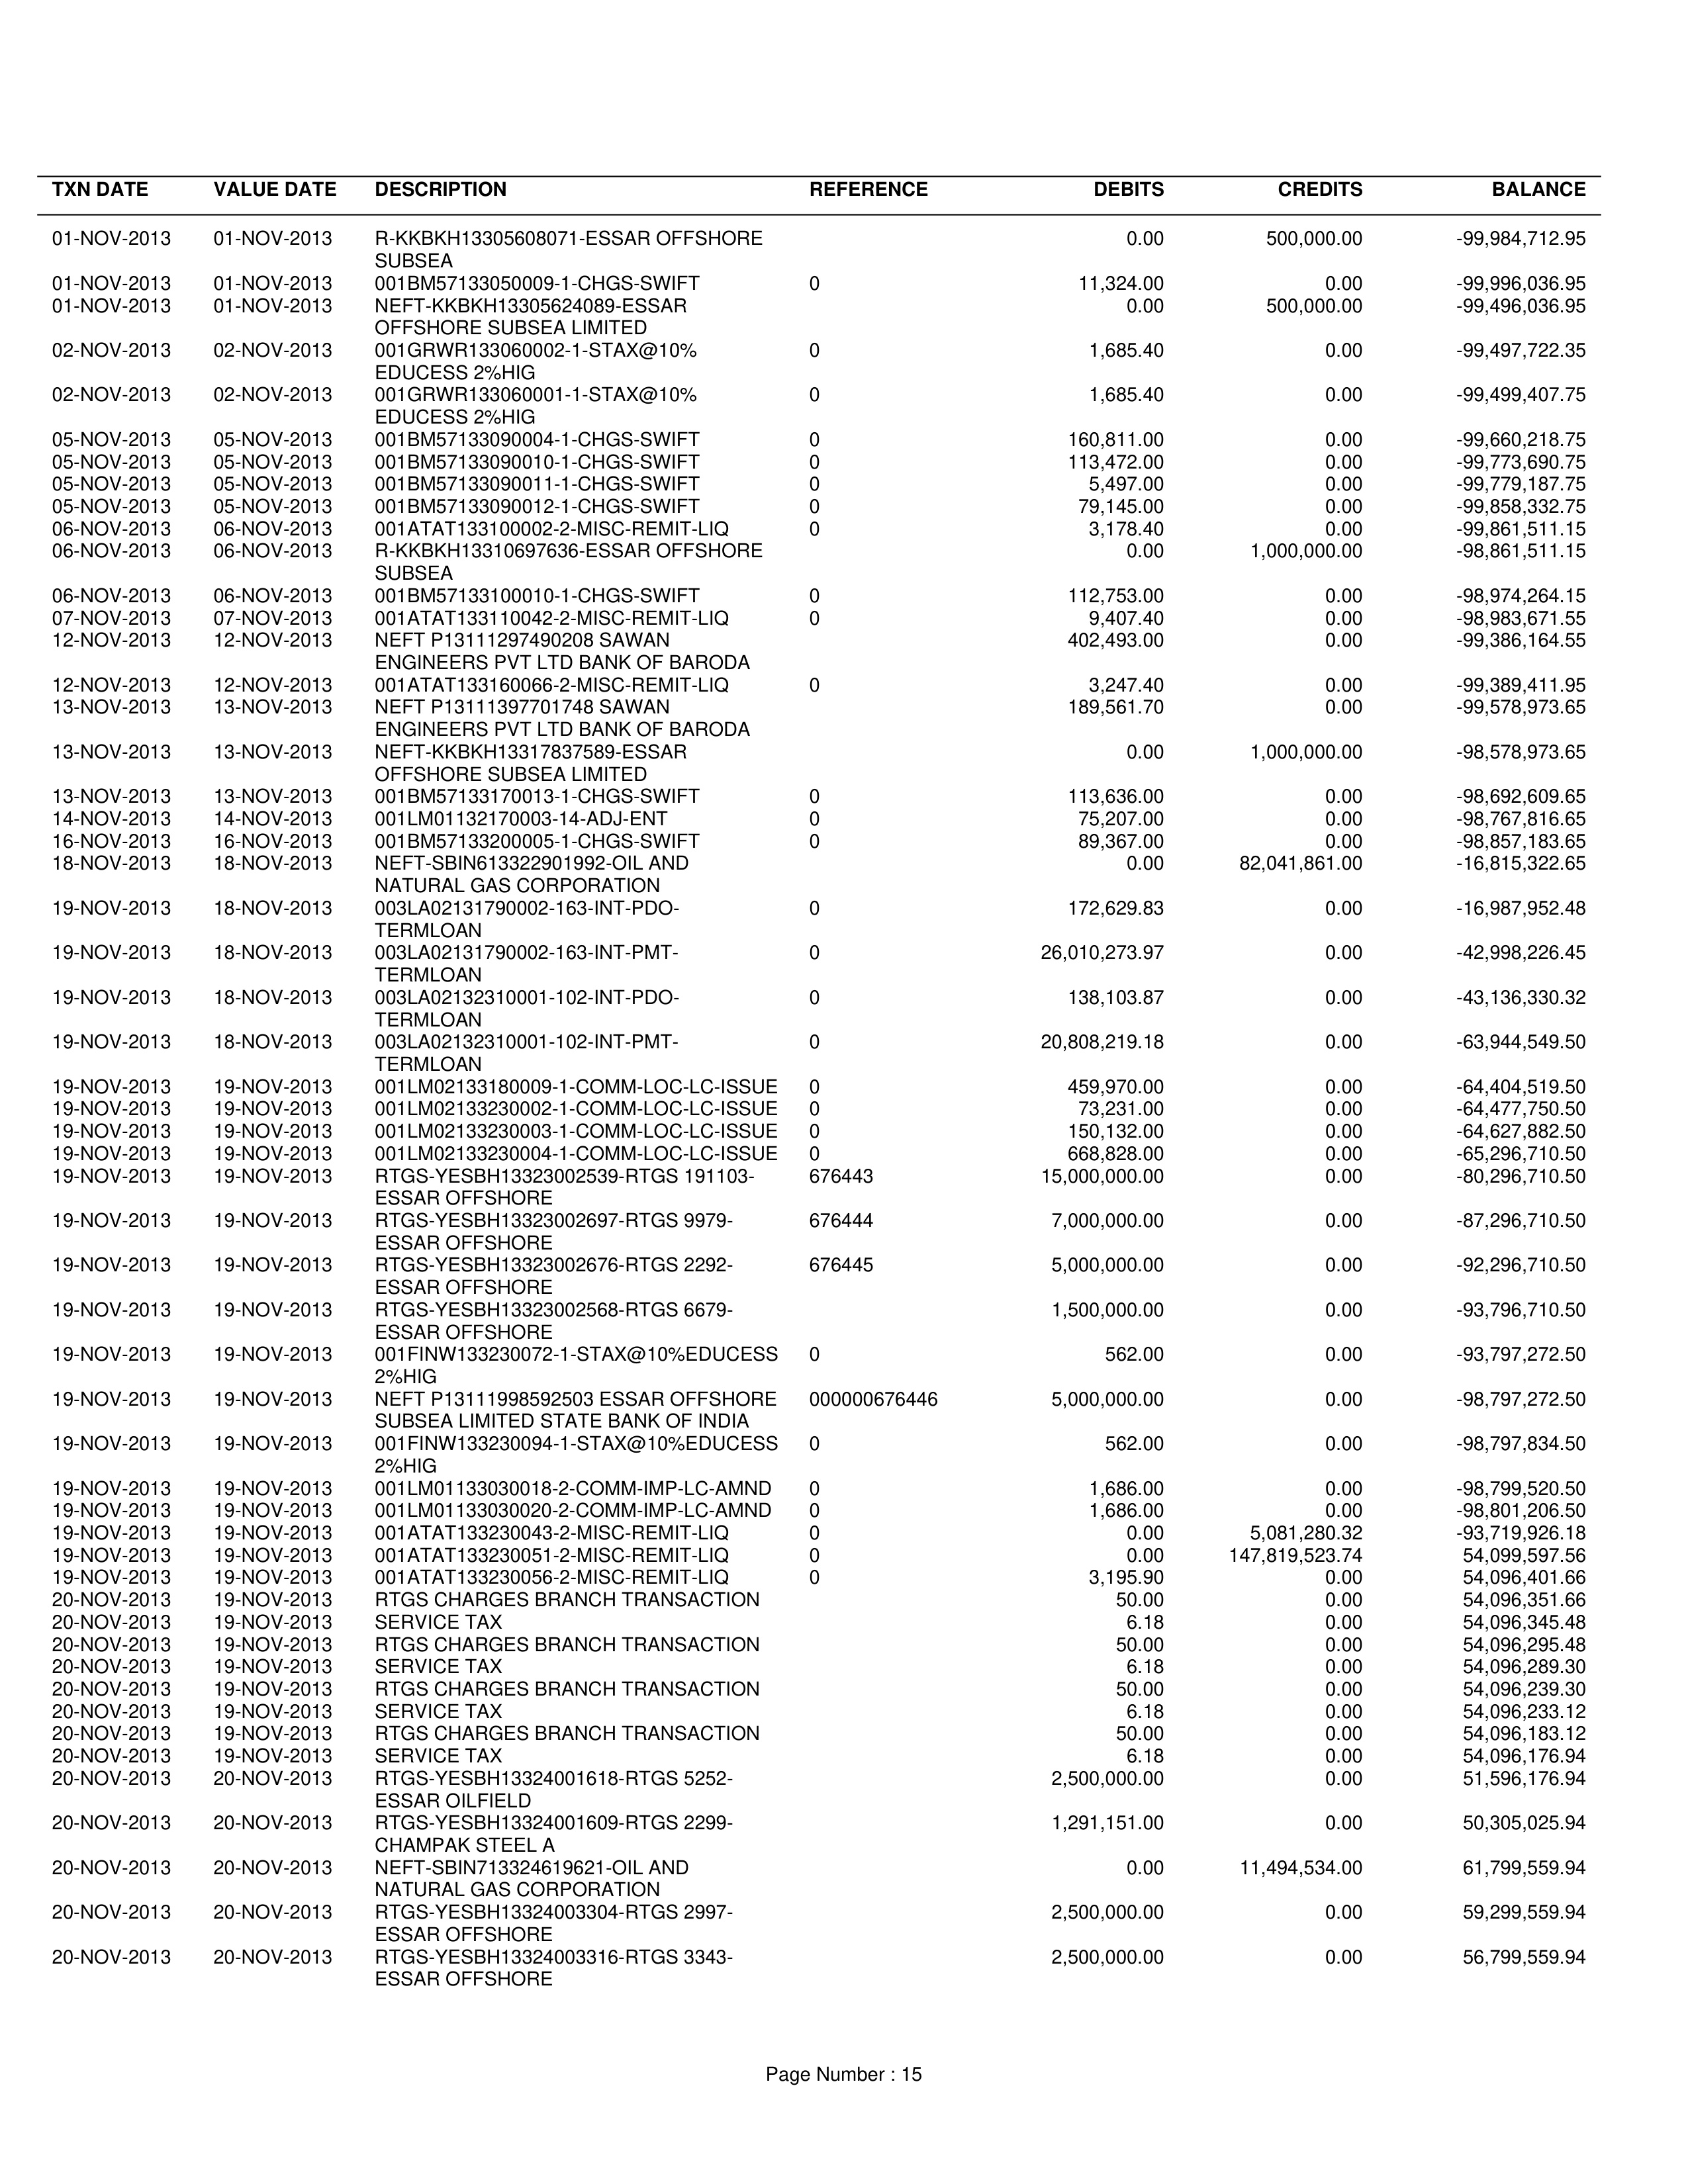 TXN DATE VALUE DATE DESCRIPTION REFERENCE DEBITS CREDITS BALANCE
01-NOV-2013 01-NOV-2013 R-KKBKH13305608071-ESSAR OFFSHORE 0.00 500,000.00 -99,984,712.95
SUBSEA
01-NOV-2013 01-NOV-2013 001BM57133050009-1-CHGS-SWIFT 0 11,324.00 0.00 -99,996,036.95
01-NOV-2013 01-NOV-2013 NEFT-KKBKH13305624089-ESSAR 0.00 500,000.00 -99,496,036.95
OFFSHORE SUBSEA LIMITED
02-NOV-2013 02-NOV-2013 001GRWR133060002-1-STAX@10% 0 1,685.40 0.00 -99,497,722.35
EDUCESS 2%HIG
02-NOV-2013 02-NOV-2013 001GRWR133060001-1-STAX@10% 0 1,685.40 0.00 -99,499,407.75
EDUCESS 2%HIG
05-NOV-2013 05-NOV-2013 001BM57133090004-1-CHGS-SWIFT 0 160,811.00 0.00 -99,660,218.75
05-NOV-2013 05-NOV-2013 001BM57133090010-1-CHGS-SWIFT 0 113,472.00 0.00 -99,773,690.75
05-NOV-2013 05-NOV-2013 001BM57133090011-1-CHGS-SWIFT 0 5,497.00 0.00 -99,779,187.75
05-NOV-2013 05-NOV-2013 001BM57133090012-1-CHGS-SWIFT 0 79,145.00 0.00 -99,858,332.75
06-NOV-2013 06-NOV-2013 001ATAT133100002-2-MISC-REMIT-LIQ 0 3,178.40 0.00 -99,861,511.15
06-NOV-2013 06-NOV-2013 R-KKBKH13310697636-ESSAR OFFSHORE 0.00 1,000,000.00 -98,861,511.15
SUBSEA
06-NOV-2013 06-NOV-2013 001BM57133100010-1-CHGS-SWIFT 0 112,753.00 0.00 -98,974,264.15
07-NOV-2013 07-NOV-2013 001ATAT133110042-2-MISC-REMIT-LIQ 0 9,407.40 0.00 -98,983,671.55
12-NOV-2013 12-NOV-2013 NEFT P13111297490208 SAWAN 402,493.00 0.00 -99,386,164.55
ENGINEERS PVT LTD BANK OF BARODA
12-NOV-2013 12-NOV-2013 001ATAT133160066-2-MISC-REMIT-LIQ 0 3,247.40 0.00 -99,389,411.95
13-NOV-2013 13-NOV-2013 NEFT P13111397701748 SAWAN 189,561.70 0.00 -99,578,973.65
ENGINEERS PVT LTD BANK OF BARODA
13-NOV-2013 13-NOV-2013 NEFT-KKBKH13317837589-ESSAR 0.00 1,000,000.00 -98,578,973.65
OFFSHORE SUBSEA LIMITED
13-NOV-2013 13-NOV-2013 001BM57133170013-1-CHGS-SWIFT 0 113,636.00 0.00 -98,692,609.65
14-NOV-2013 14-NOV-2013 001LM01132170003-14-ADJ-ENT 0 75,207.00 0.00 -98,767,816.65
16-NOV-2013 16-NOV-2013 001BM57133200005-1-CHGS-SWIFT 0 89,367.00 0.00 -98,857,183.65
18-NOV-2013 18-NOV-2013 NEFT-SBIN613322901992-OIL AND 0.00 82,041,861.00 -16,815,322.65
NATURAL GAS CORPORATION
19-NOV-2013 18-NOV-2013 003LA02131790002-163-INT-PDO- 0 172,629.83 0.00 -16,987,952.48
TERMLOAN
19-NOV-2013 18-NOV-2013 003LA02131790002-163-INT-PMT- 0 26,010,273.97 0.00 -42,998,226.45
TERMLOAN
19-NOV-2013 18-NOV-2013 003LA02132310001-102-INT-PDO- 0 138,103.87 0.00 -43,136,330.32
TERMLOAN
19-NOV-2013 18-NOV-2013 003LA02132310001-102-INT-PMT- 0 20,808,219.18 0.00 -63,944,549.50
TERMLOAN
19-NOV-2013 19-NOV-2013 001LM02133180009-1-COMM-LOC-LC-ISSUE 0 459,970.00 0.00 -64,404,519.50
19-NOV-2013 19-NOV-2013 001LM02133230002-1-COMM-LOC-LC-ISSUE 0 73,231.00 0.00 -64,477,750.50
19-NOV-2013 19-NOV-2013 001LM02133230003-1-COMM-LOC-LC-ISSUE 0 150,132.00 0.00 -64,627,882.50
19-NOV-2013 19-NOV-2013 001LM02133230004-1-COMM-LOC-LC-ISSUE 0 668,828.00 0.00 -65,296,710.50
19-NOV-2013 19-NOV-2013 RTGS-YESBH13323002539-RTGS 191103- 676443 15,000,000.00 0.00 -80,296,710.50
ESSAR OFFSHORE
19-NOV-2013 19-NOV-2013 RTGS-YESBH13323002697-RTGS 9979- 676444 7,000,000.00 0.00 -87,296,710.50
ESSAR OFFSHORE
19-NOV-2013 19-NOV-2013 RTGS-YESBH13323002676-RTGS 2292- 676445 5,000,000.00 0.00 -92,296,710.50
ESSAR OFFSHORE
19-NOV-2013 19-NOV-2013 RTGS-YESBH13323002568-RTGS 6679- 1,500,000.00 0.00 -93,796,710.50
ESSAR OFFSHORE
19-NOV-2013 19-NOV-2013 001FINW133230072-1-STAX@10%EDUCESS 0 562.00 0.00 -93,797,272.50
2%HIG
19-NOV-2013 19-NOV-2013 NEFT P13111998592503 ESSAR OFFSHORE 000000676446 5,000,000.00 0.00 -98,797,272.50
SUBSEA LIMITED STATE BANK OF INDIA
19-NOV-2013 19-NOV-2013 001FINW133230094-1-STAX@10%EDUCESS 0 562.00 0.00 -98,797,834.50
2%HIG
19-NOV-2013 19-NOV-2013 001LM01133030018-2-COMM-IMP-LC-AMND 0 1,686.00 0.00 -98,799,520.50
19-NOV-2013 19-NOV-2013 001LM01133030020-2-COMM-IMP-LC-AMND 0 1,686.00 0.00 -98,801,206.50
19-NOV-2013 19-NOV-2013 001ATAT133230043-2-MISC-REMIT-LIQ 0 0.00 5,081,280.32 -93,719,926.18
19-NOV-2013 19-NOV-2013 001ATAT133230051-2-MISC-REMIT-LIQ 0 0.00 147,819,523.74 54,099,597.56
19-NOV-2013 19-NOV-2013 001ATAT133230056-2-MISC-REMIT-LIQ 0 3,195.90 0.00 54,096,401.66
20-NOV-2013 19-NOV-2013 RTGS CHARGES BRANCH TRANSACTION 50.00 0.00 54,096,351.66
20-NOV-2013 19-NOV-2013 SERVICE TAX 6.18 0.00 54,096,345.48
20-NOV-2013 19-NOV-2013 RTGS CHARGES BRANCH TRANSACTION 50.00 0.00 54,096,295.48
20-NOV-2013 19-NOV-2013 SERVICE TAX 6.18 0.00 54,096,289.30
20-NOV-2013 19-NOV-2013 RTGS CHARGES BRANCH TRANSACTION 50.00 0.00 54,096,239.30
20-NOV-2013 19-NOV-2013 SERVICE TAX 6.18 0.00 54,096,233.12
20-NOV-2013 19-NOV-2013 RTGS CHARGES BRANCH TRANSACTION 50.00 0.00 54,096,183.12
20-NOV-2013 19-NOV-2013 SERVICE TAX 6.18 0.00 54,096,176.94
20-NOV-2013 20-NOV-2013 RTGS-YESBH13324001618-RTGS 5252- 2,500,000.00 0.00 51,596,176.94
ESSAR OILFIELD
20-NOV-2013 20-NOV-2013 RTGS-YESBH13324001609-RTGS 2299- 1,291,151.00 0.00 50,305,025.94
CHAMPAK STEEL A
20-NOV-2013 20-NOV-2013 NEFT-SBIN713324619621-OIL AND 0.00 11,494,534.00 61,799,559.94
NATURAL GAS CORPORATION
20-NOV-2013 20-NOV-2013 RTGS-YESBH13324003304-RTGS 2997- 2,500,000.00 0.00 59,299,559.94
ESSAR OFFSHORE
20-NOV-2013 20-NOV-2013 RTGS-YESBH13324003316-RTGS 3343- 2,500,000.00 0.00 56,799,559.94
ESSAR OFFSHORE
Page Number : 15